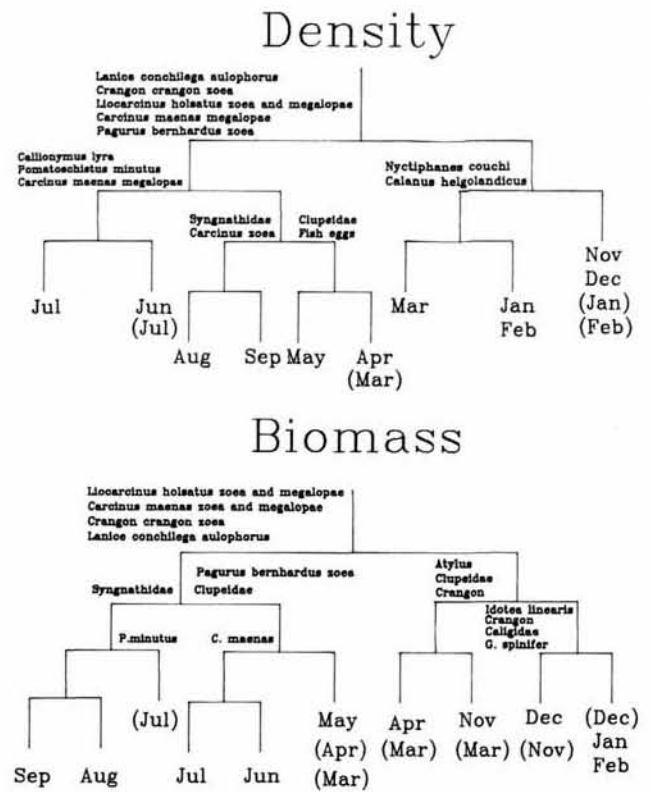 Density
Lanice conchilega aulophorus
Crangon crangon zoea
Liocarcinus holsatus zoea and megalopae
Carcinus maenas megalopae
Pagurus bernhardus zoea
Callionymus lyra
Pomatoschistus minutus
Carcinus maenas megalopae
Nyctiphanes couchi
Calanus helgolandicus
Syngnathidae
Carcinus zoea
Clupeidae
Fish eggs
Jul
Jun
(Jul)
Mar
Jan
Feb
Nov
Dec
(Jan)
(Feb)
Aug
Sep
May
Apr
(Mar)
Biomass
Liocarcinus holsatus zoea and megalopae
Carcinus maenas zoea and megalopae
Crangon crangon zoea
Lanice conchilega aulophorus
Pagurus bernhardus zoea
Syngnathidae
Clupeidae
Atylus
Clupeidae
Crangon
Idotea linearis
Crangon
Caligidae
G. spinifer
P.minutus
C. maenas
(Jul)
May
(Apr)
(Mar)
Apr
(Mar)
Nov
(Mar)
Dec
(Nov)
(Dec)
Jan
Feb
Sep
Aug
Jul
Jun